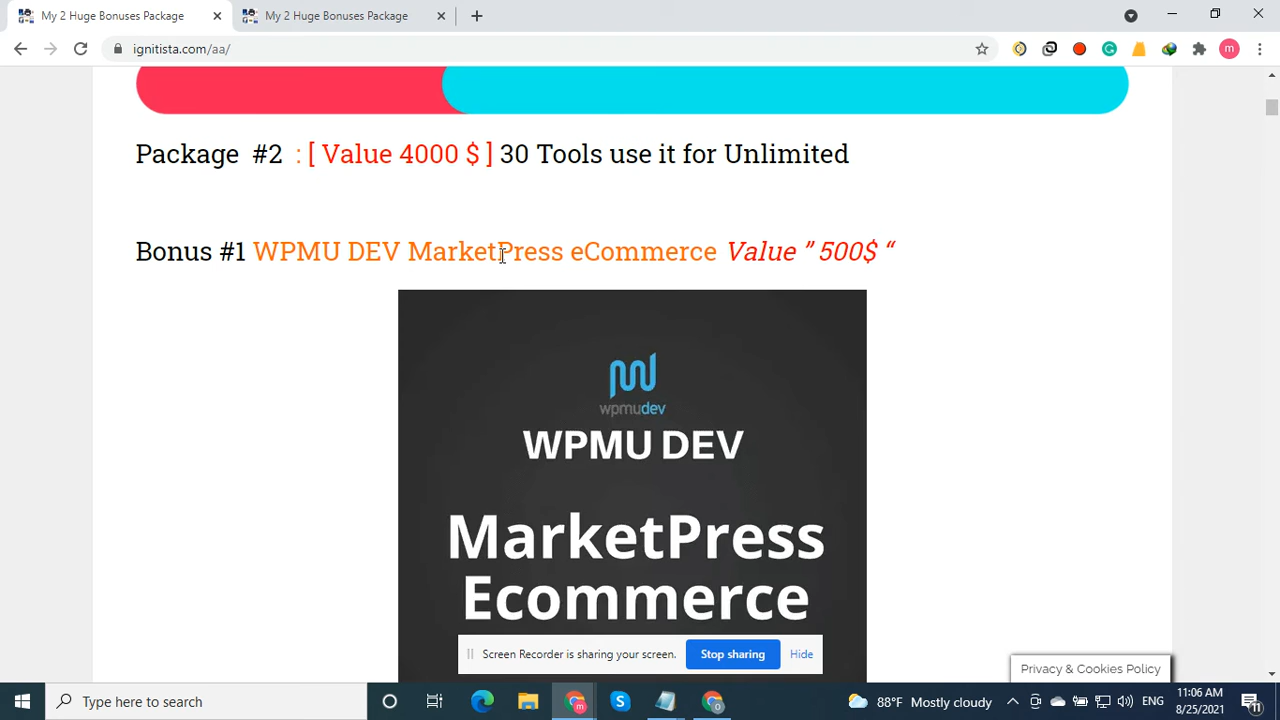 My 2 Huge Bonuses Package
My 2 Huge Bonuses Package
ignitista.com/aa/
m
Package #2 : [ Value 4000 $ ] 30 Tools use it for Unlimited
Bonus #1 WPMU DEV MarketPress eCommerce Value ” 500$ “
wpmudev
WPMU DEV
MarketPress
Ecommerce
Screen Recorder is sharing your screen. Stop sharing Hide
Privacy & Cookies Policy
Type here to search
88°F Mostly cloudy
ENG
11:06 AM
8/25/2021